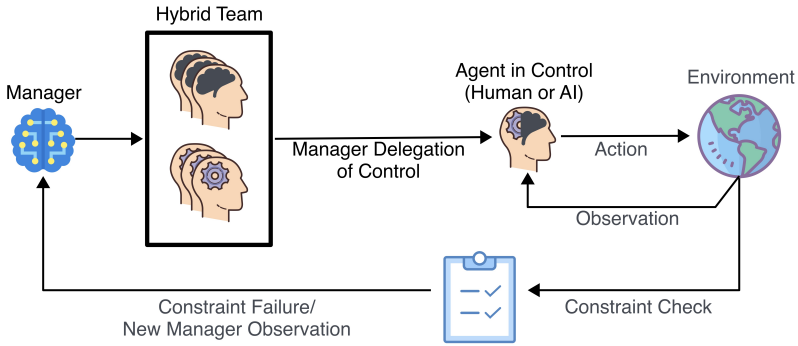 Hybrid Team
Manager
Agent in Control
(Human or AI)
Environment
Manager Delegation
of Control
Action
Observation
Constraint Check
Constraint Failure/
New Manager Observation